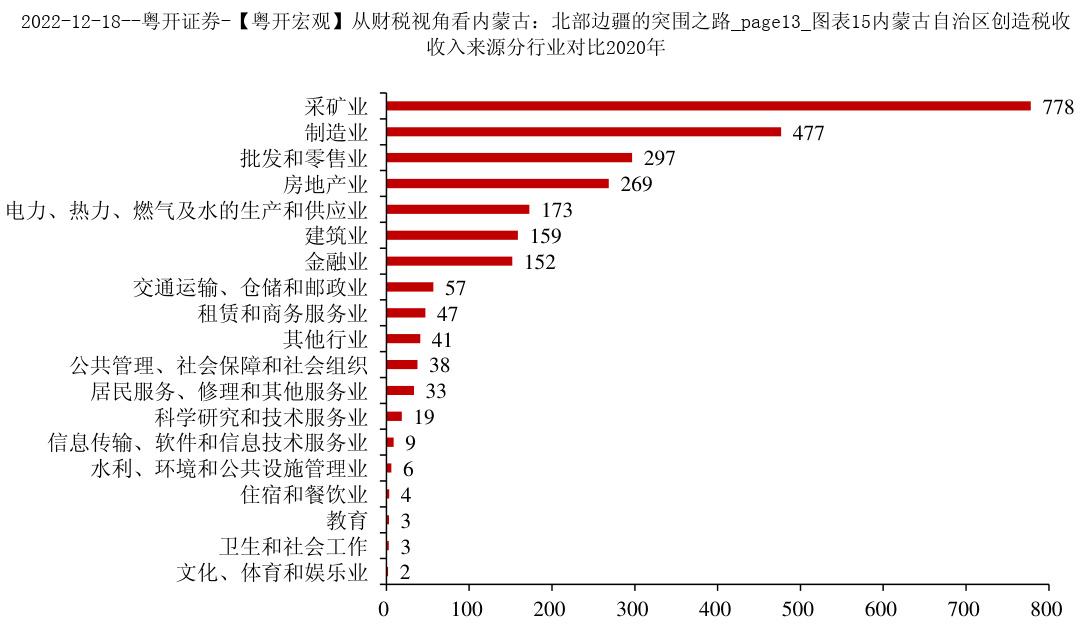 2022-12-18--粤开证券-【粤开宏观】从财税视角看内蒙古：北部边疆的突围之路_page13_图表15内蒙古自治区创造税收
收入来源分行业对比2020年
采矿业 778
制造业 477
批发和零售业 297
房地产业 269
电力、热力、燃气及水的生产和供应业 173
建筑业 159
金融业 152
交通运输、仓储和邮政业 57
租赁和商务服务业 47
其他行业 41
公共管理、社会保障和社会组织 38
居民服务、修理和其他服务业 33
科学研究和技术服务业 19
信息传输、软件和信息技术服务业 9
水利、环境和公共设施管理业 6
住宿和餐饮业 4
教育 3
卫生和社会工作 3
文化、体育和娱乐业 2
0 100 200 300 400 500 600 700 800